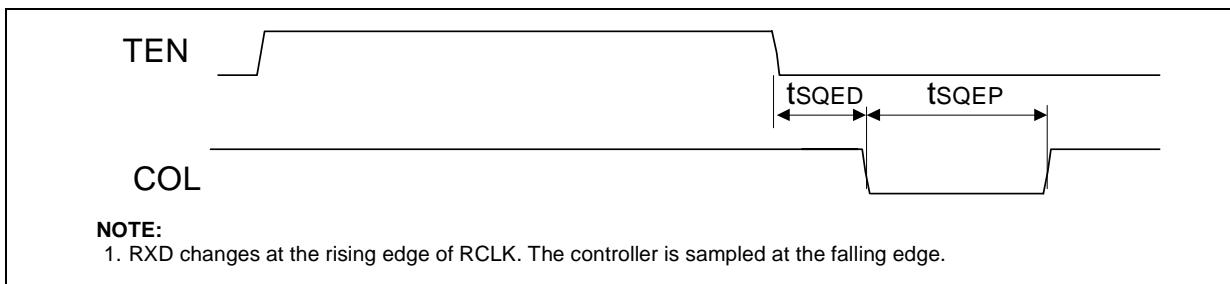 TEN
tSQED tSQEP
COL
NOTE:
1. RXD changes at the rising edge of RCLK. The controller is sampled at the falling edge.